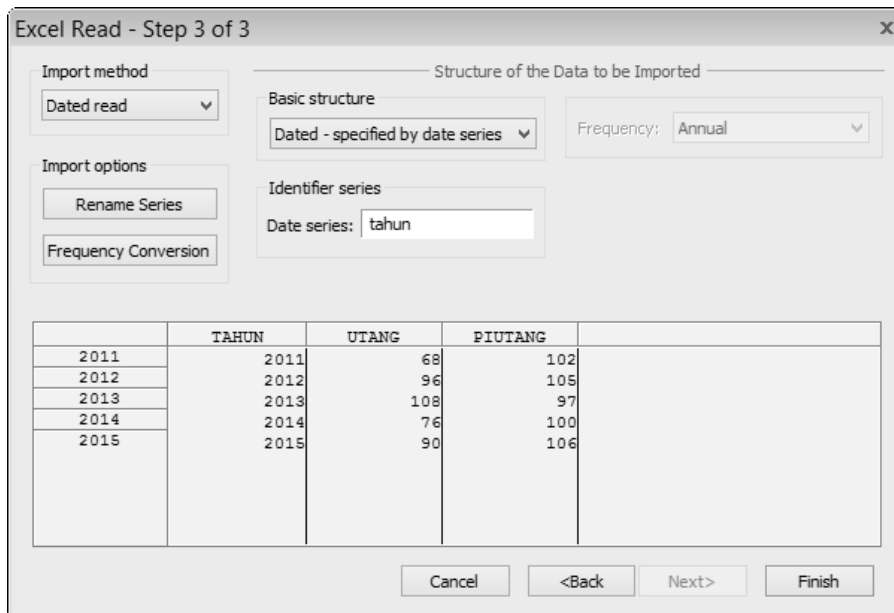 Excel Read - Step 3 of 3
x
Import method
Dated read
Structure of the Data to be Imported
Basic structure
Dated - specified by date series
Frequency: Annual
Import options
Rename Series
Frequency Conversion
Identifier series
Date series: tahun
TAHUN UTANG PIUTANG
2011 2011 68 102
2012 2012 96 105
2013 2013 108 97
2014 2014 76 100
2015 2015 90 106
Cancel <Back Next> Finish